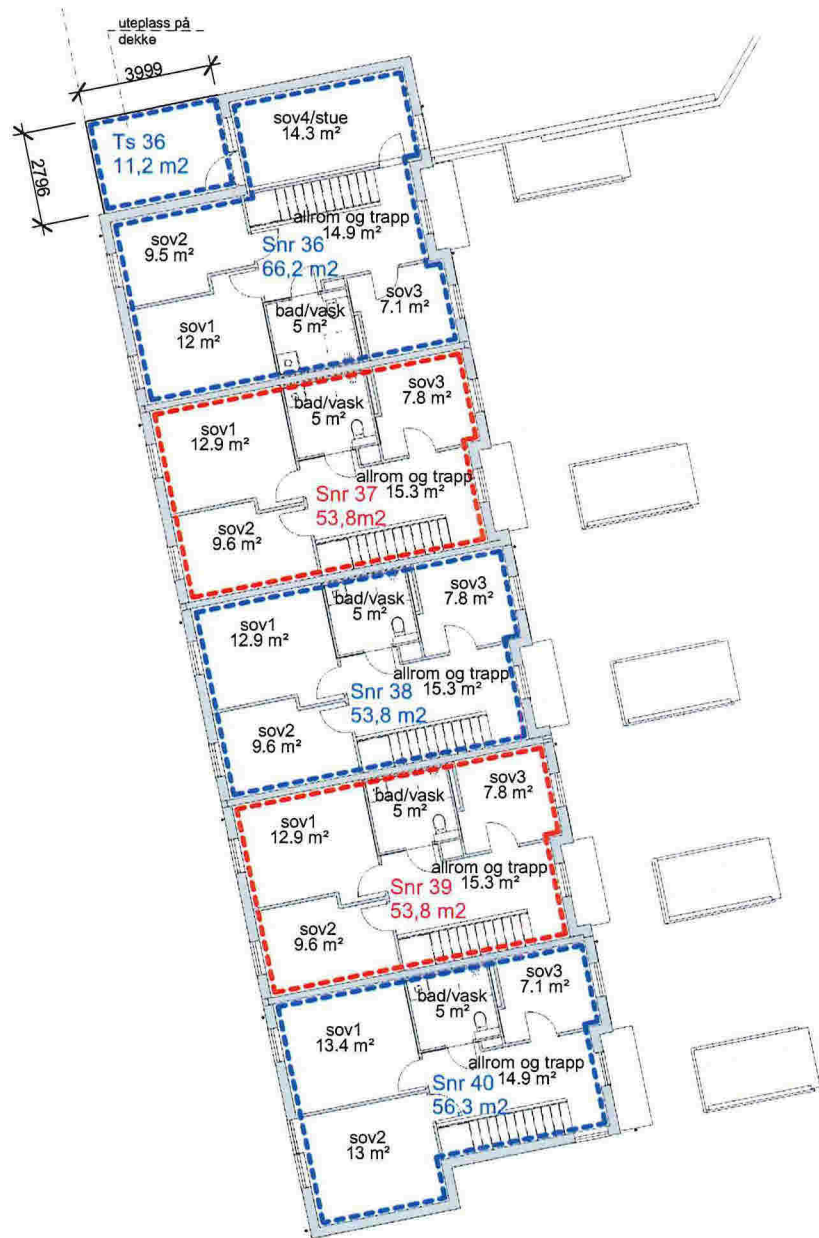 uteplass på
dekke
3999
2796
Ts 36
11,2 m2
sov4/stue
14.3 m²
allrom og trapp
14.9 m²
sov2
9.5 m²
Snr 36
66,2 m2
sov3
7.1 m²
bad/vask
5 m²
sov1
12 m²
sov3
7.8 m²
bad/vask
5 m²
sov1
12.9 m²
allrom og trapp
15.3 m²
Snr 37
53,8m2
sov2
9.6 m²
sov3
7.8 m²
bad/vask
5 m²
sov1
12.9 m²
allrom og trapp
15.3 m²
Snr 38
53,8 m2
sov2
9.6 m²
sov3
7.8 m²
bad/vask
5 m²
sov1
12.9 m²
allrom og trapp
15.3 m²
Snr 39
53,8 m2
sov2
9.6 m²
sov3
7.1 m²
bad/vask
5 m²
sov1
13.4 m²
allrom og trapp
14.9 m²
Snr 40
56,3 m2
sov2
13 m²